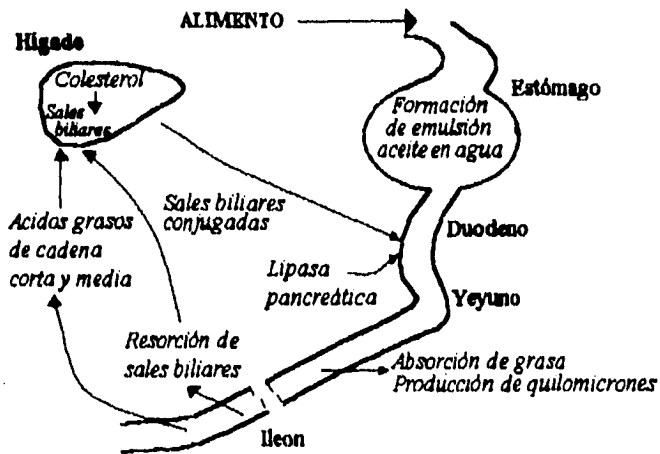 ALIMENTO
Hígado
Colesterol
Sales
biliares
Estómago
Formación
de emulsión
aceite en agua
Sales biliares
conjugadas
Acidos grasos
de cadena
corta y media
Duodeno
Lipasa
pancreática
Yeyuno
Resorción de
sales biliares
Absorción de grasa
Producción de quilomicrones
Ileon